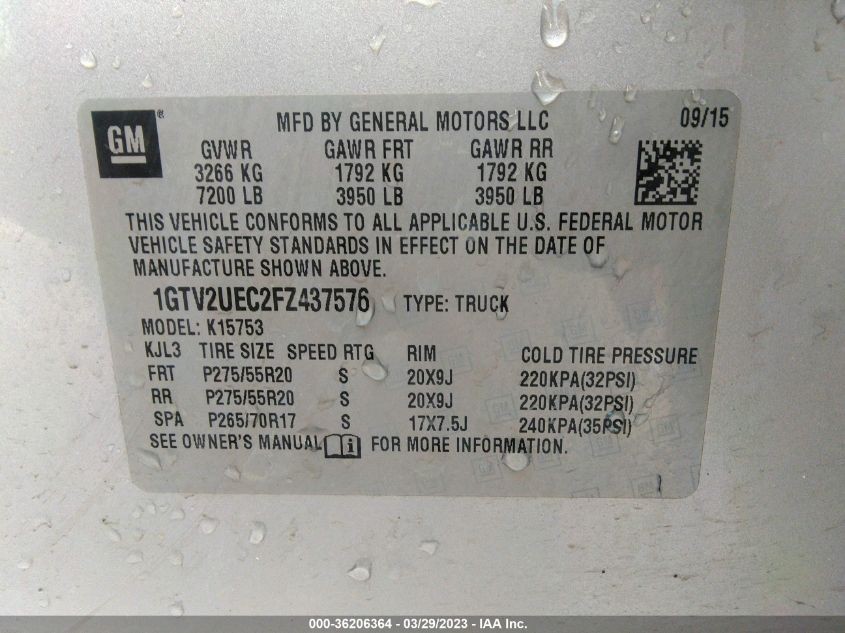 GM ®
MFD BY GENERAL MOTORS LLC 09/15
GVWR GAWR FRT GAWR RR
3266 KG 1792 KG 1792 KG
7200 LB 3950 LB 3950 LB
THIS VEHICLE CONFORMS TO ALL APPLICABLE U.S. FEDERAL MOTOR
VEHICLE SAFETY STANDARDS IN EFFECT ON THE DATE OF
MANUFACTURE SHOWN ABOVE.
1GTV2UEC2FZ437576 TYPE: TRUCK
MODEL: K15753
KJL3 TIRE SIZE SPEED RTG RIM COLD TIRE PRESSURE
FRT P275/55R20 S 20X9J 220KPA(32PSI)
RR P275/55R20 S 20X9J 220KPA(32PSI)
SPA P265/70R17 S 17X7.5J 240KPA(35PSI)
SEE OWNER'S MANUAL i FOR MORE INFORMATION.
000-36206364 - 03/29/2023 - IAA Inc.